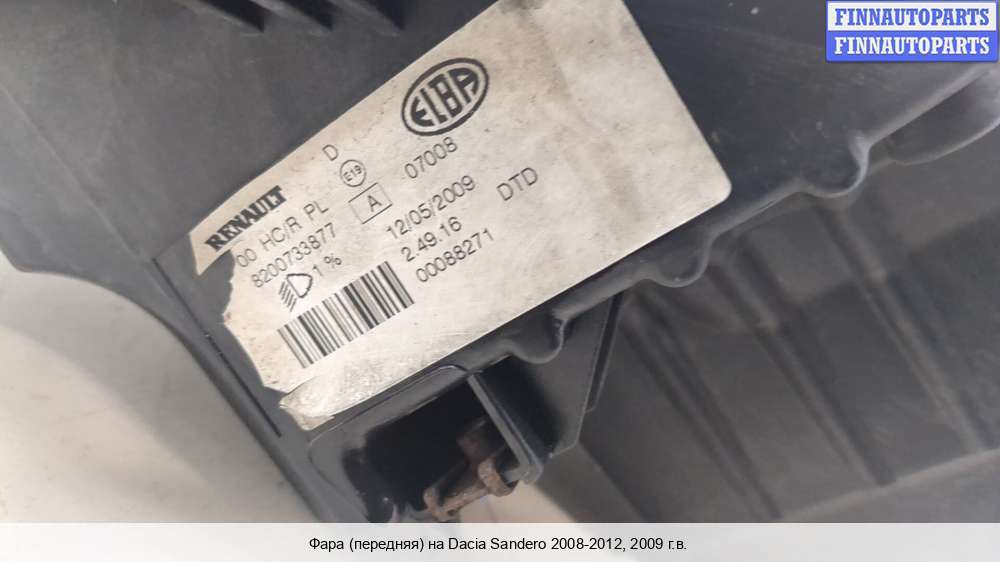 FINNAUTOPARTS
FINNAUTOPARTS
ELBA
RENAULT
D
E19
07008
00 HC/R PL
A
12/05/2009
8200733877
2.49.16
DTD
1 %
00088271
Фара (передняя) на Dacia Sandero 2008-2012, 2009 г.в.